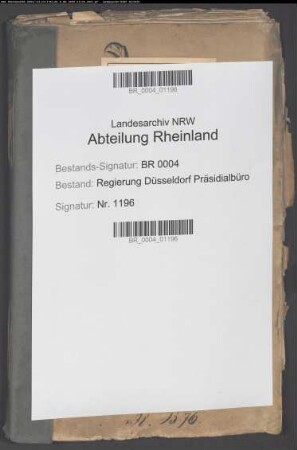 BR_0004_01196
Landesarchiv NRW
Abteilung Rheinland
Bestands-Signatur: BR 0004
Bestand: Regierung Düsseldorf Präsidialbüro
Signatur: Nr. 1196
BR_0004_01196